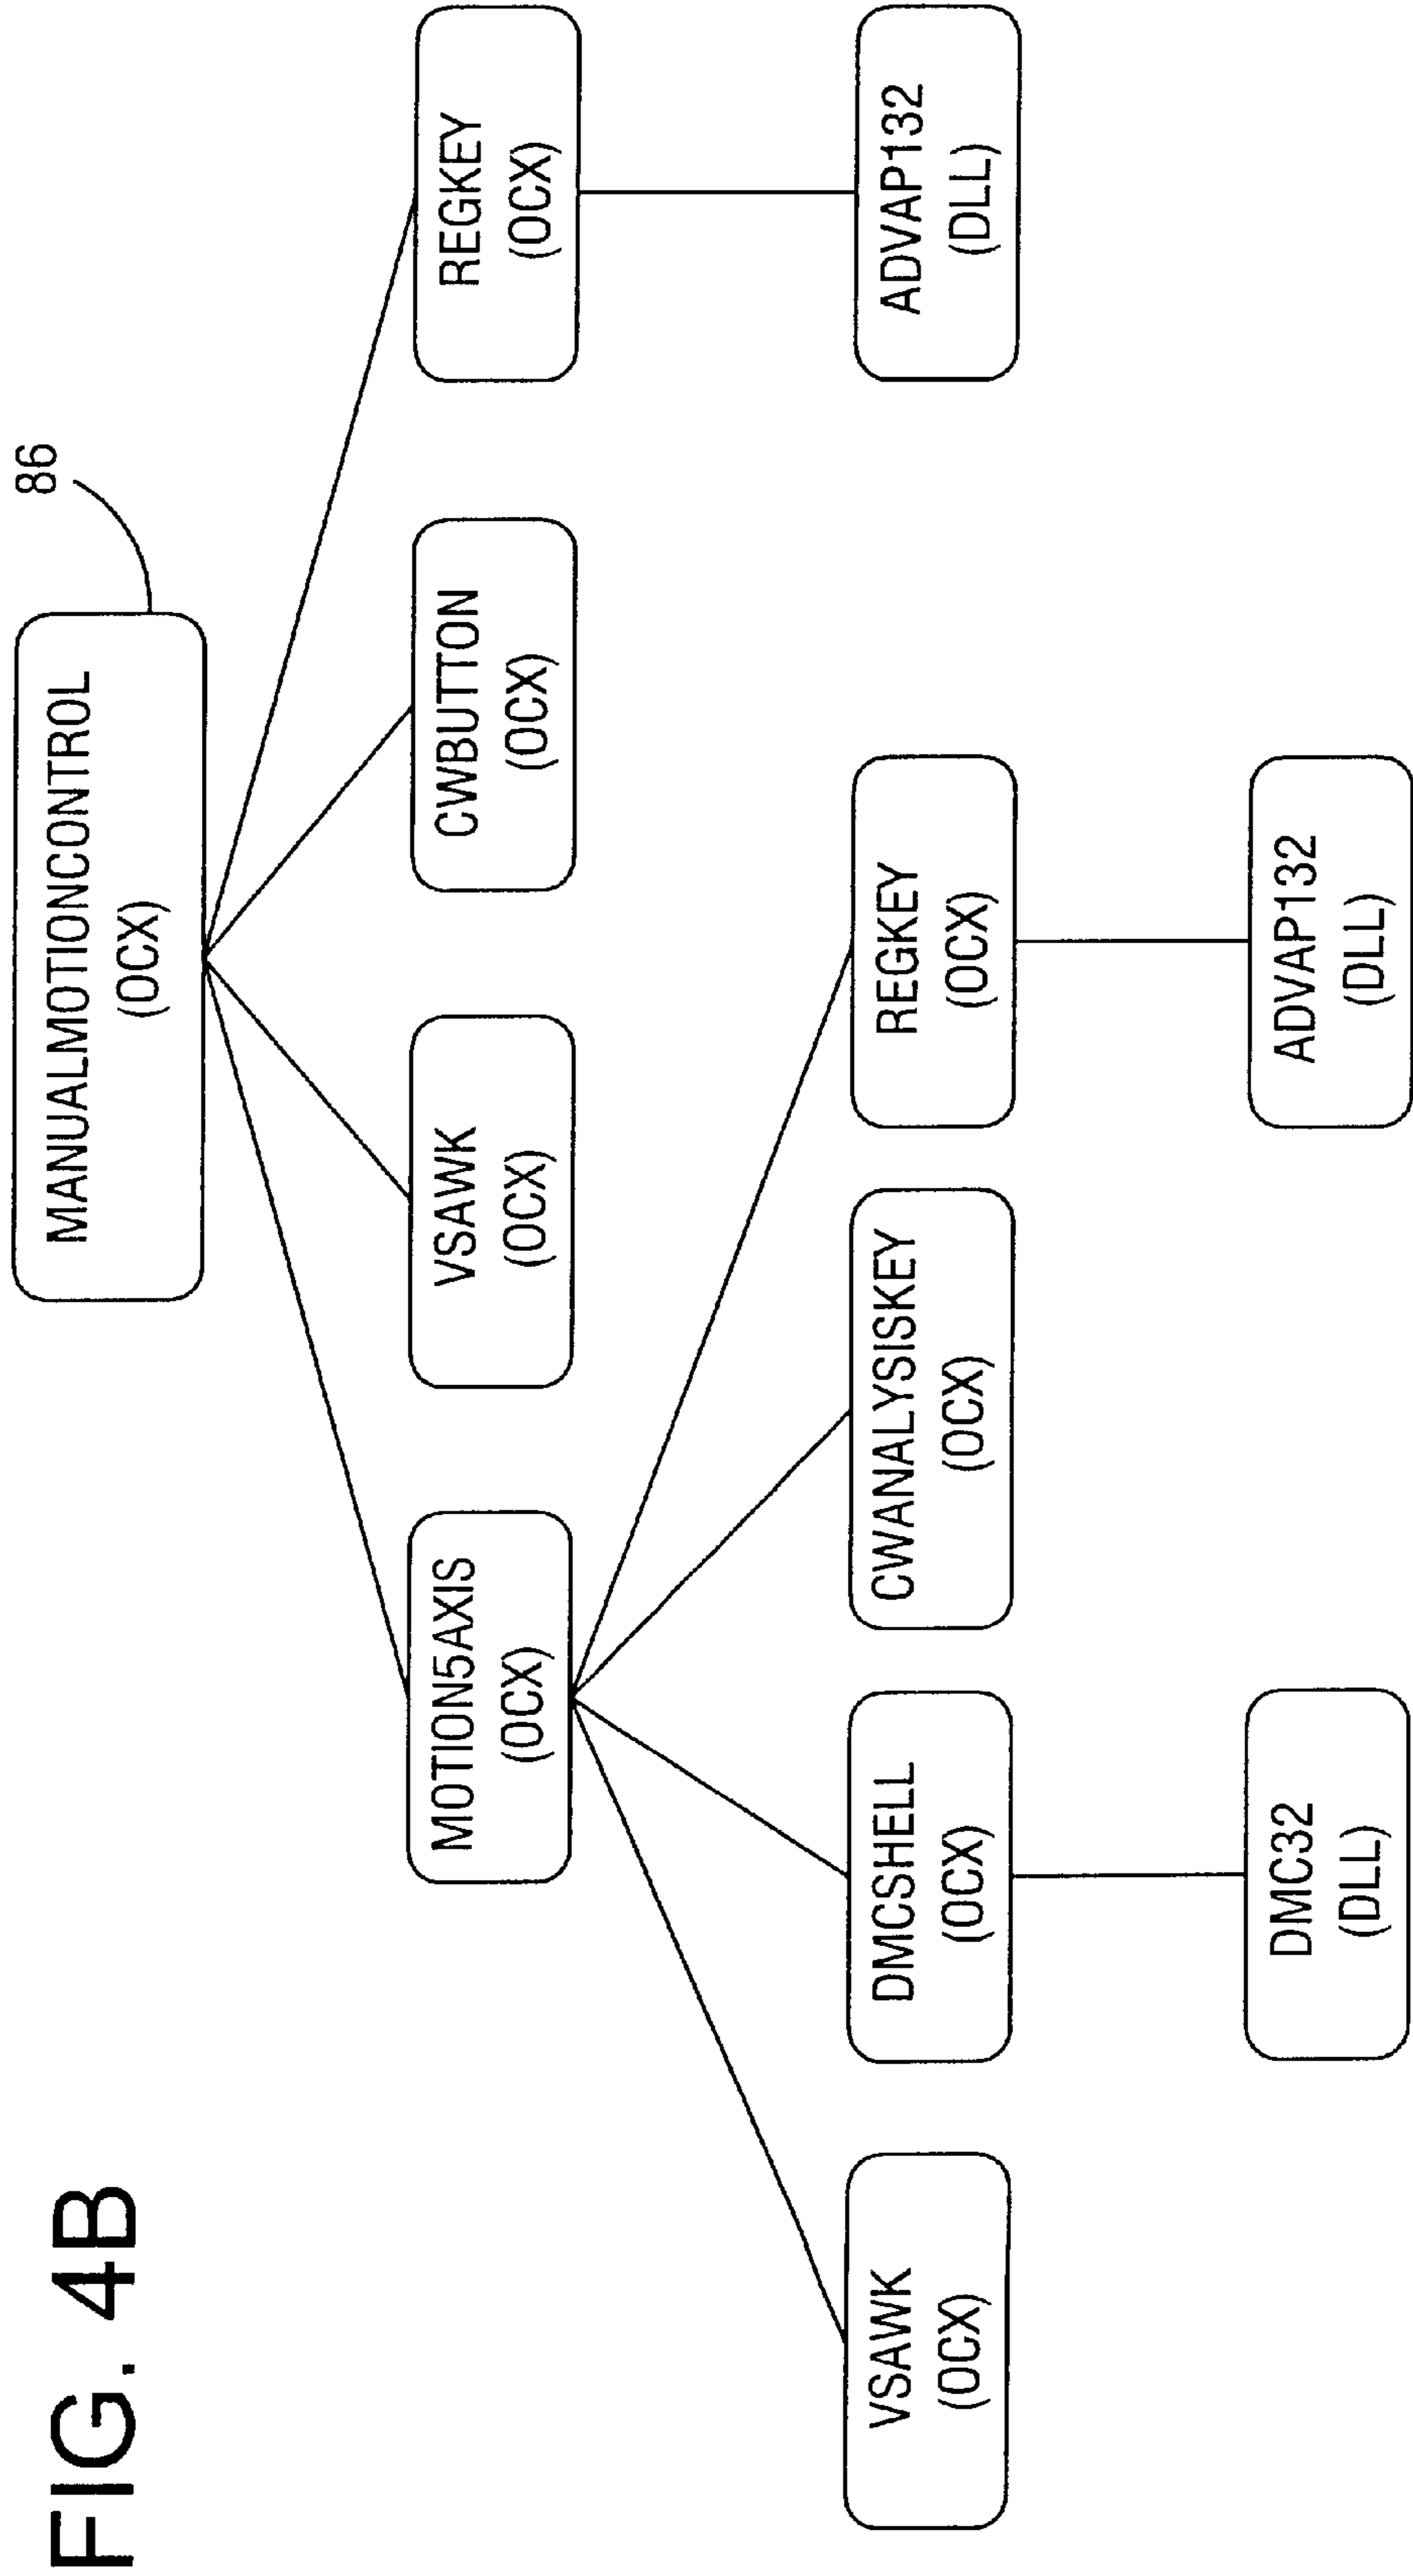 FIG. 4B
86
MANUALMOTIONCONTROL
(OCX)
MOTION5AXIS
(OCX)
VSAWK
(OCX)
CWBUTTON
(OCX)
REGKEY
(OCX)
VSAWK
(OCX)
DMCSHELL
(OCX)
CWANALYSISKEY
(OCX)
REGKEY
(OCX)
ADVAP132
(DLL)
DMC32
(DLL)
ADVAP132
(DLL)